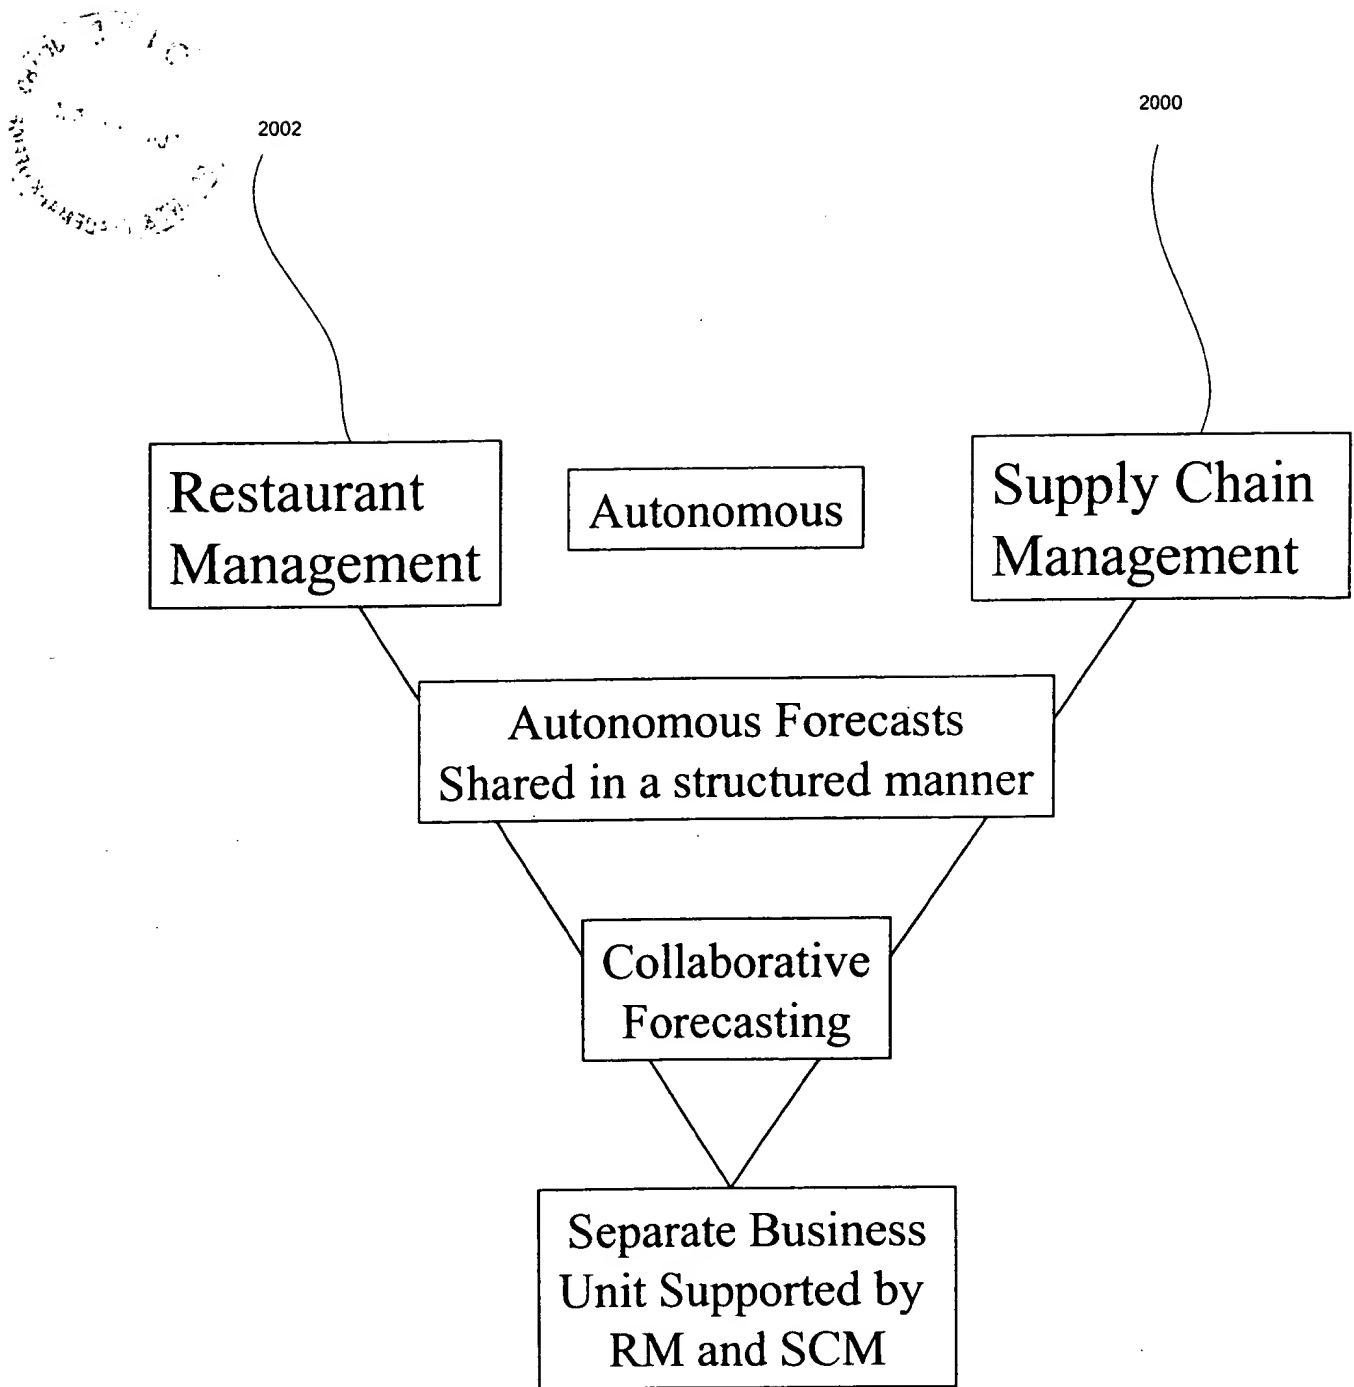 2002
2000
Restaurant
Management
Autonomous
Supply Chain
Management
Autonomous Forecasts
Shared in a structured manner
Collaborative
Forecasting
Separate Business
Unit Supported by
RM and SCM